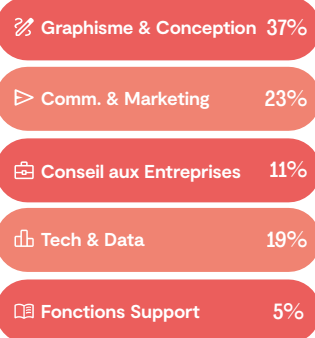 Graphisme & Conception 37%
Comm. & Marketing 23%
Conseil aux Entreprises 11%
Tech & Data 19%
Fonctions Support 5%